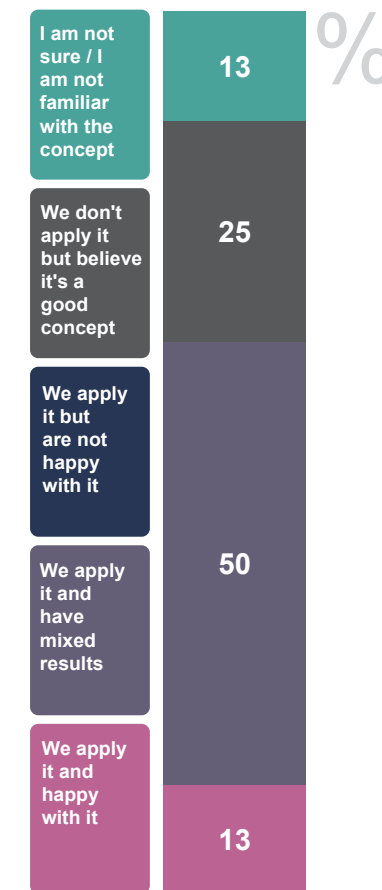 I am not
sure / I
am not
familiar
with the
concept
13
%
We don't
apply it
but believe
it's a
good
concept
25
We apply
it but
are not
happy
with it
We apply
it and
have
mixed
results
50
We apply
it and
happy
with it
13